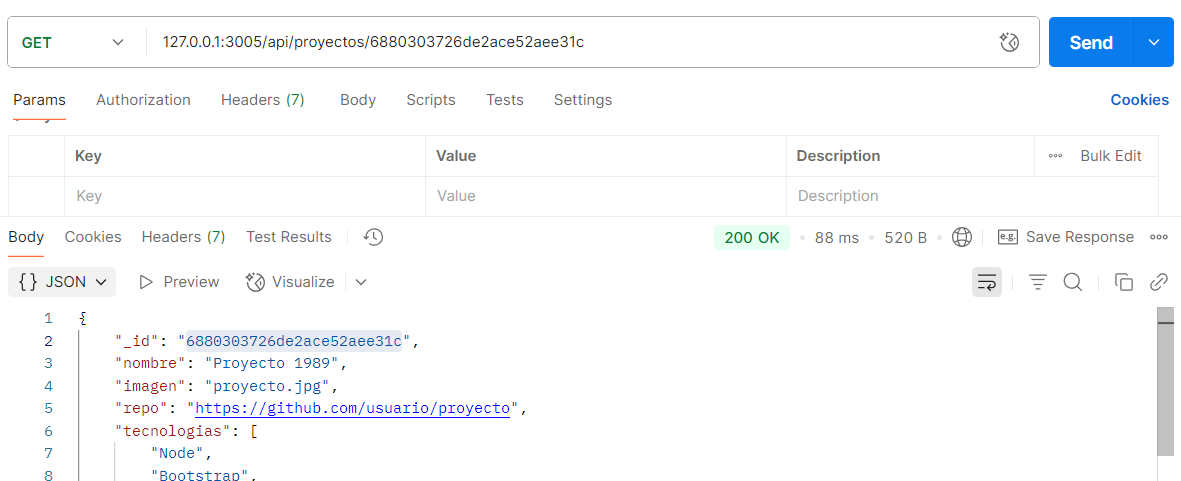 GET 127.0.0.1:3005/api/proyectos/6880303726de2ace52aee31c Send
Params Authorization Headers (7) Body Scripts Tests Settings Cookies
Key Value Description Bulk Edit
Key Value Description
Body Cookies Headers (7) Test Results 200 OK • 88 ms • 520 B • e.g. Save Response
{} JSON Preview Visualize
1 {
2 "_id": "6880303726de2ace52aee31c",
3 "nombre": "Proyecto 1989",
4 "imagen": "proyecto.jpg",
5 "repo": "https://github.com/usuario/proyecto",
6 "tecnologias": [
7 "Node",
8 "Bootstrap",